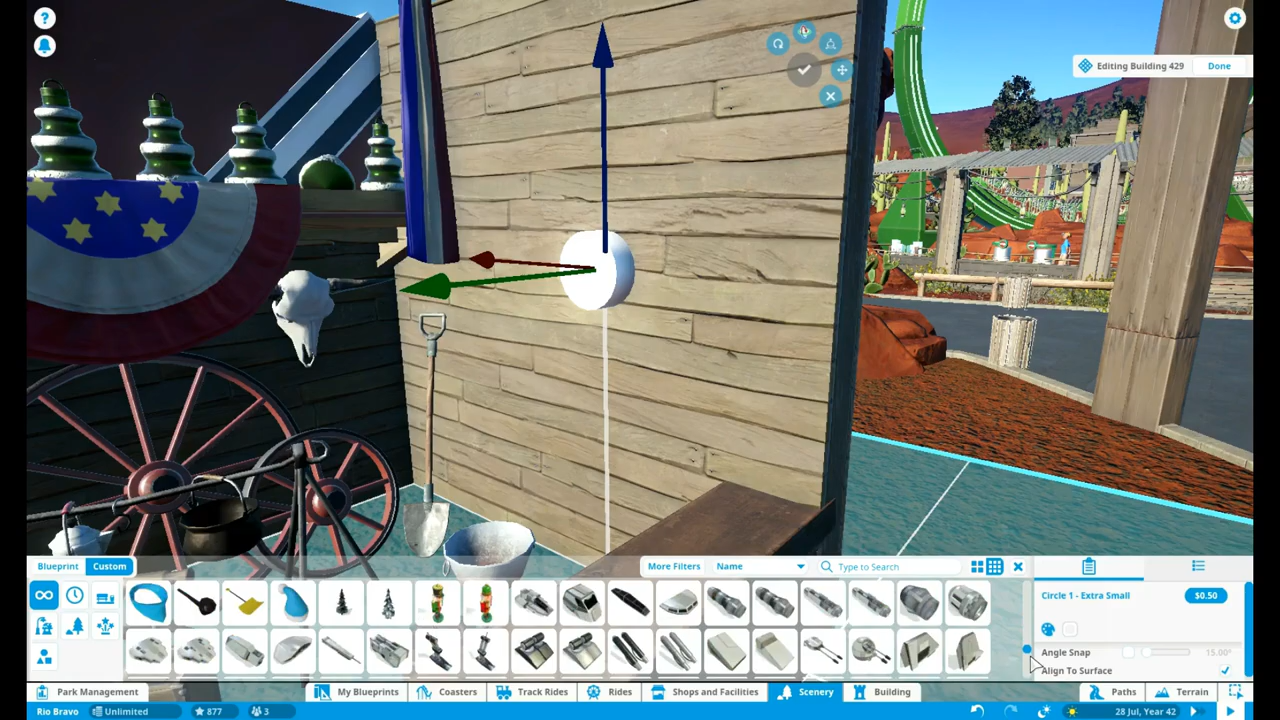 ?
Editing Building 429 Done
Blueprint Custom More Filters Name Type to Search
Circle 1 - Extra Small $0.50
Angle Snap 15.00°
Align To Surface
Park Management My Blueprints Coasters Track Rides Rides Shops and Facilities Scenery Building Paths Terrain
Rio Bravo Unlimited 877 3 28 Jul, Year 42